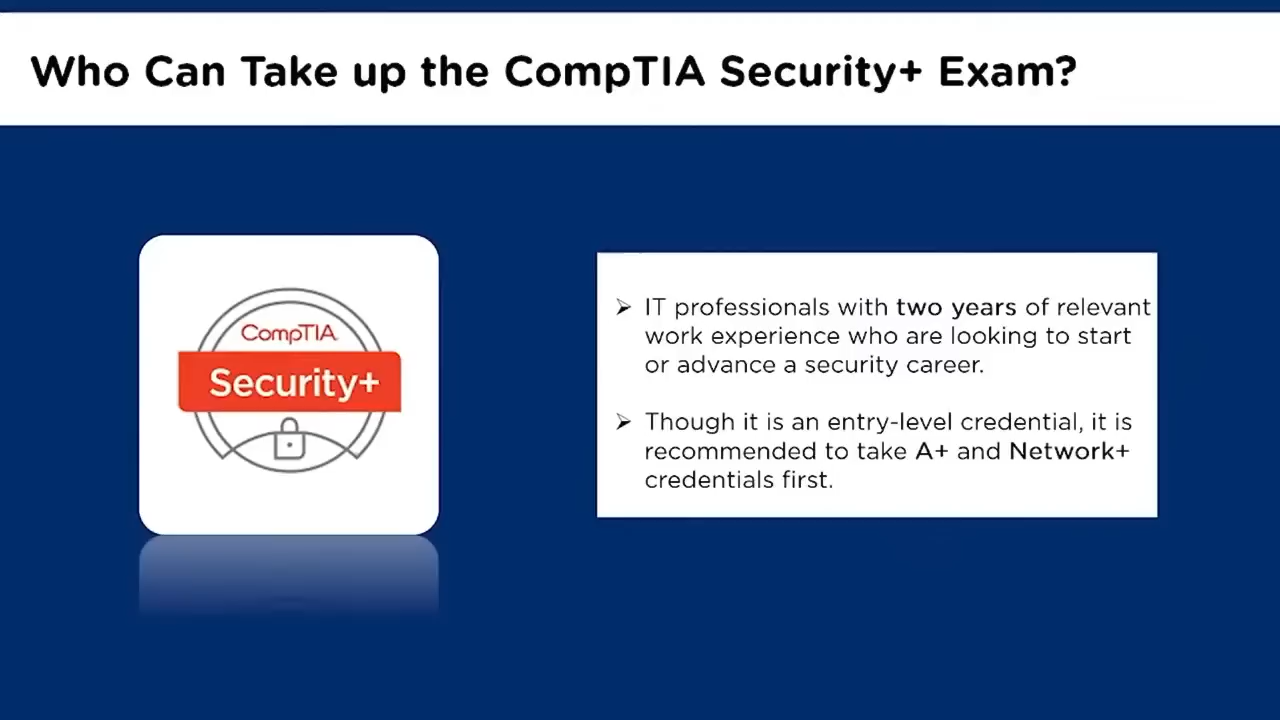 Who Can Take up the CompTIA Security+ Exam?
CompTIA
Security+
➢ IT professionals with two years of relevant
work experience who are looking to start
or advance a security career.
➢ Though it is an entry-level credential, it is
recommended to take A+ and Network+
credentials first.